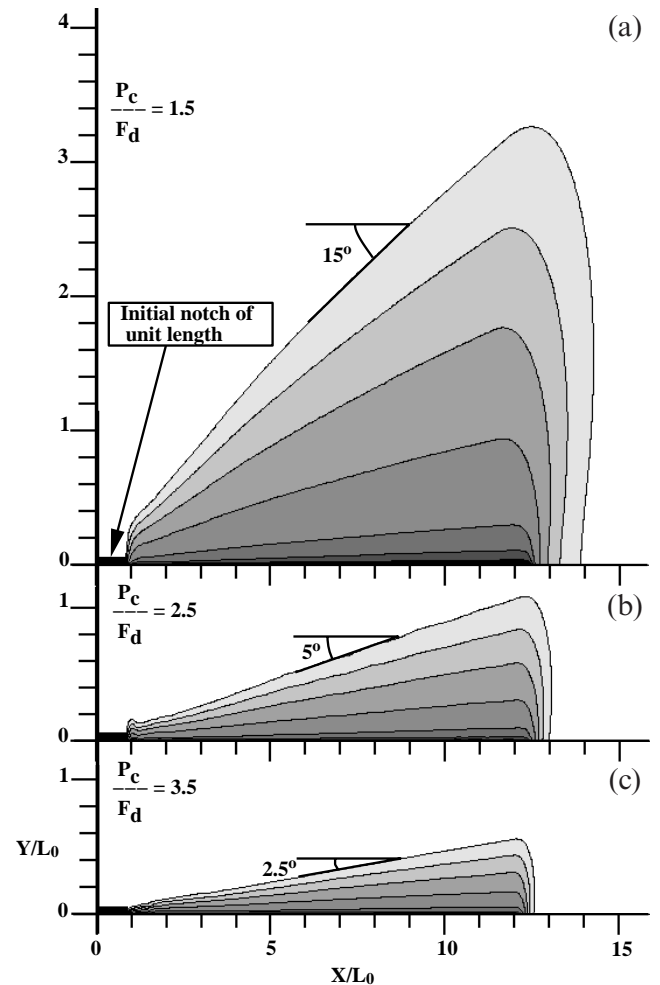 (a)
4
P_c
---- = 1.5
F_d
3
15°
2
Initial notch of
unit length
1
0
(b)
P_c
---- = 2.5
F_d
1
5°
0
(c)
P_c
---- = 3.5
F_d
1
Y/L₀
2.5°
0
0 5 10 15
X/L₀